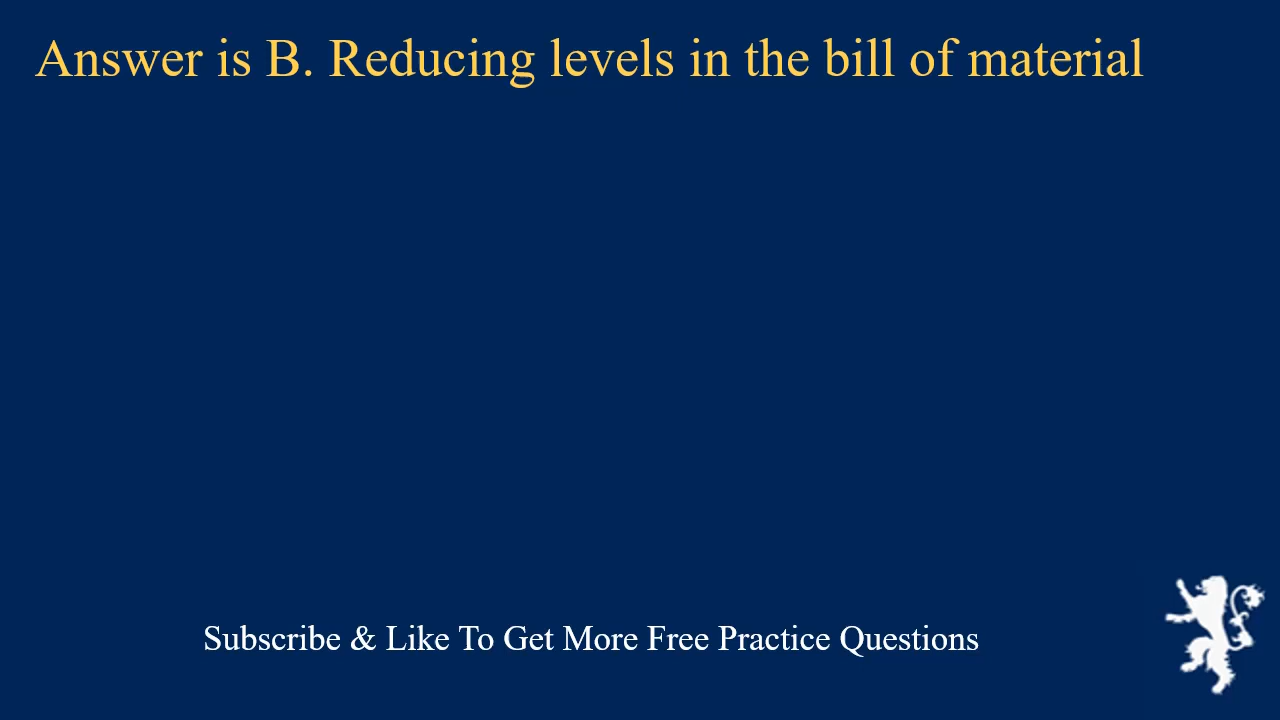 Answer is B. Reducing levels in the bill of material
Subscribe & Like To Get More Free Practice Questions